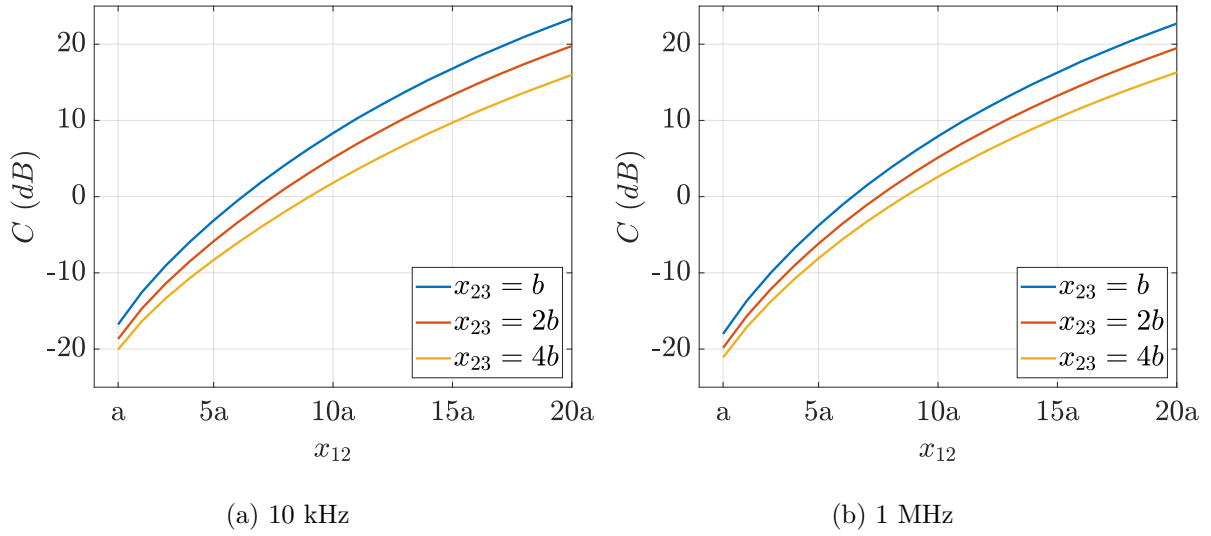 20
10
0
-10
-20
C (dB)
x₂₃ = b
x₂₃ = 2b
x₂₃ = 4b
a 5a 10a 15a 20a
x₁₂
(a) 10 kHz
20
10
0
-10
-20
C (dB)
x₂₃ = b
x₂₃ = 2b
x₂₃ = 4b
a 5a 10a 15a 20a
x₁₂
(b) 1 MHz